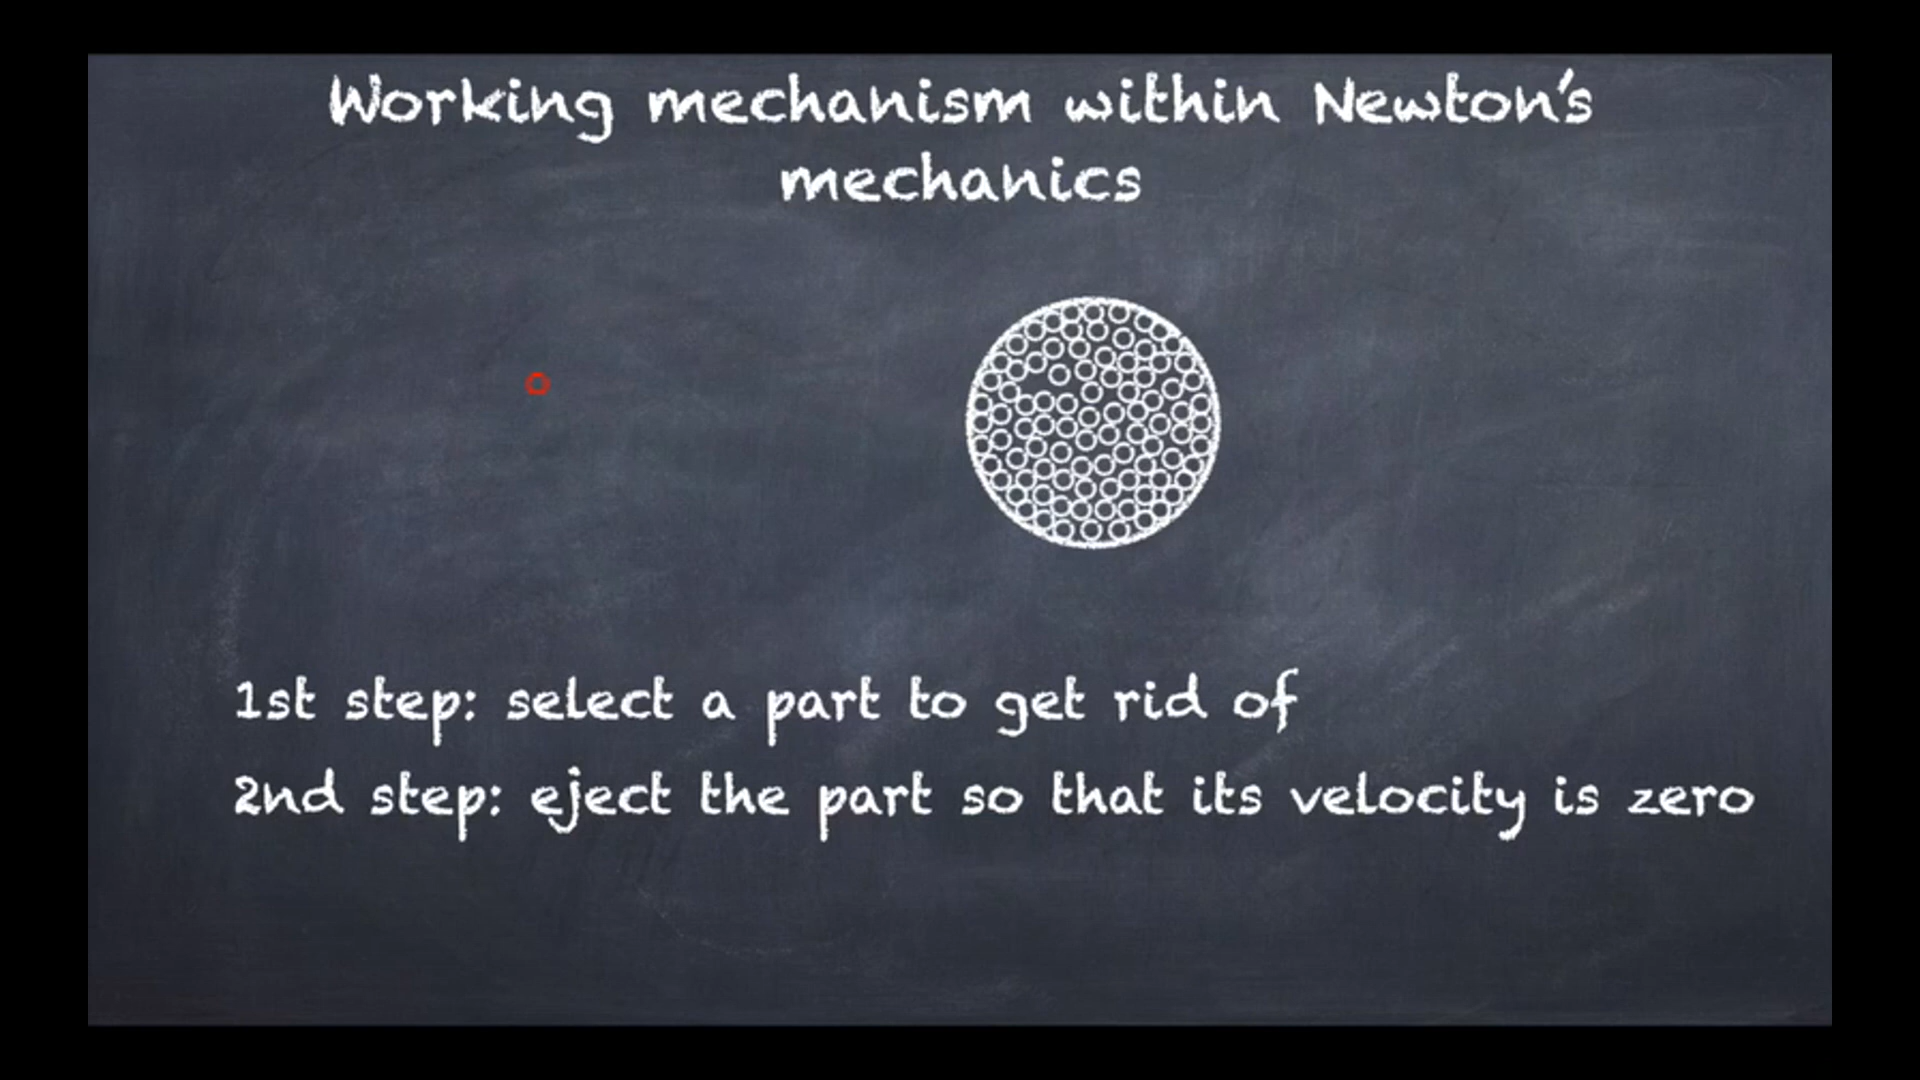 Working mechanism within Newton's
mechanics
1st step: select a part to get rid of
2nd step: eject the part so that its velocity is zero